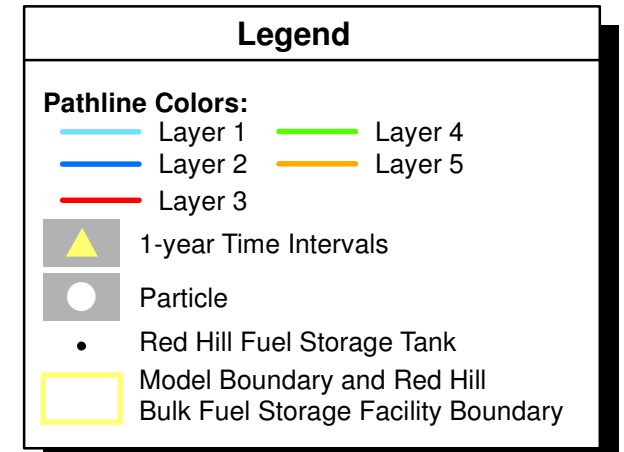 Legend
Pathline Colors:
Layer 1 Layer 4
Layer 2 Layer 5
Layer 3
1-year Time Intervals
Particle
Red Hill Fuel Storage Tank
Model Boundary and Red Hill
Bulk Fuel Storage Facility Boundary